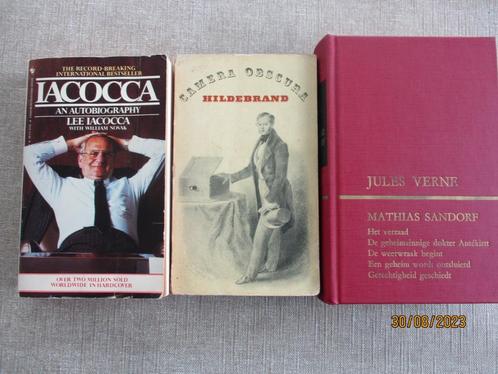 THE RECORD-BREAKING
INTERNATIONAL BESTSELLER
IACOCCA
AN AUTOBIOGRAPHY
LEE IACOCCA
WITH WILLIAM NOVAK
OVER TWO MILLION SOLD
WORLDWIDE IN HARDCOVER
CAMERA OBSCURA
HILDEBRAND
JULES VERNE
MATHIAS SANDORF
Het verraad
De geheimzinnige dokter Antékirtt
De weerwraak begint
Een geheim wordt ontsluierd
Gerechtigheid geschiedt
30/08/2023